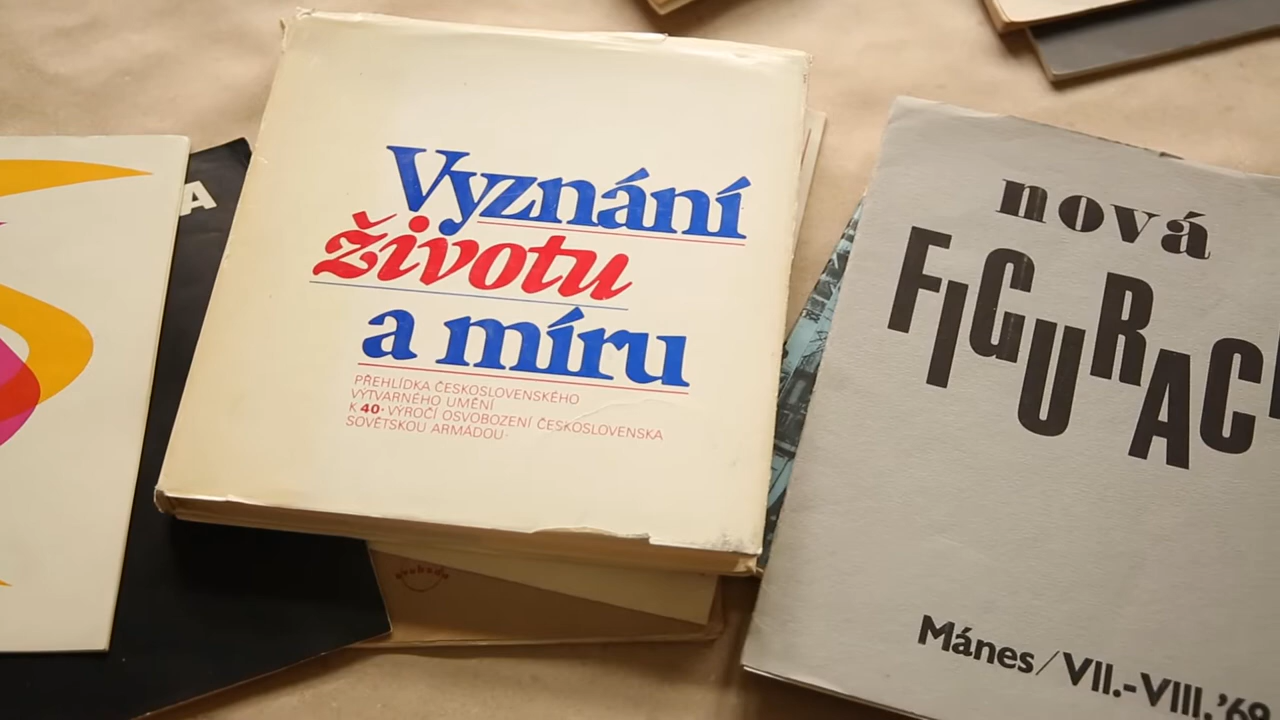 A
Vyznání
životu
a míru
PŘEHLÍDKA ČESKOSLOVENSKÉHO
VÝTVARNÉHO UMĚNÍ
K 40. VÝROČÍ OSVOBOZENÍ ČESKOSLOVENSKA
SOVĚTSKOU ARMÁDOU.
svoboda
nová
FIGURAC
Mánes/VII.-VIII.'69